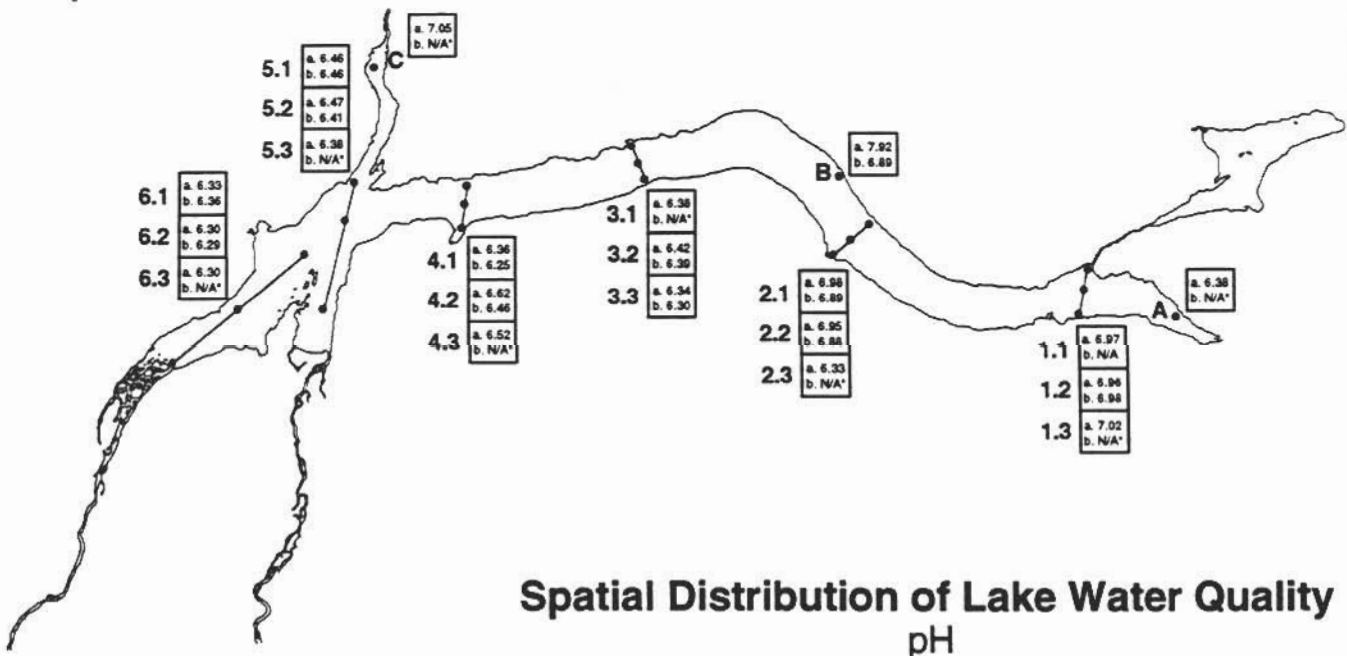 a. 7.05
b. N/A*
C
5.1
a. 6.46
b. 6.46
5.2
a. 6.47
b. 6.41
5.3
a. 6.38
b. N/A*
6.1
a. 6.33
b. 6.36
6.2
a. 6.30
b. 6.29
6.3
a. 6.30
b. N/A*
4.1
a. 6.36
b. 6.25
4.2
a. 6.62
b. 6.46
4.3
a. 6.52
b. N/A*
3.1
a. 6.38
b. N/A*
3.2
a. 6.42
b. 6.39
3.3
a. 6.34
b. 6.30
B
a. 7.92
b. 6.89
2.1
a. 6.98
b. 6.89
2.2
a. 6.95
b. 6.88
2.3
a. 6.33
b. N/A*
A
a. 6.38
b. N/A*
1.1
a. 6.97
b. N/A
1.2
a. 6.96
b. 6.98
1.3
a. 7.02
b. N/A*
Spatial Distribution of Lake Water Quality
pH